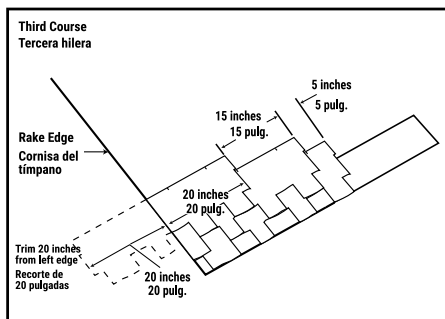 Third Course
Tercera hilera
5 inches
5 pulg.
15 inches
15 pulg.
Rake Edge
Cornisa del
tímpano
20 inches
20 pulg.
Trim 20 inches
from left edge
Recorte de
20 pulgadas
20 inches
20 pulg.